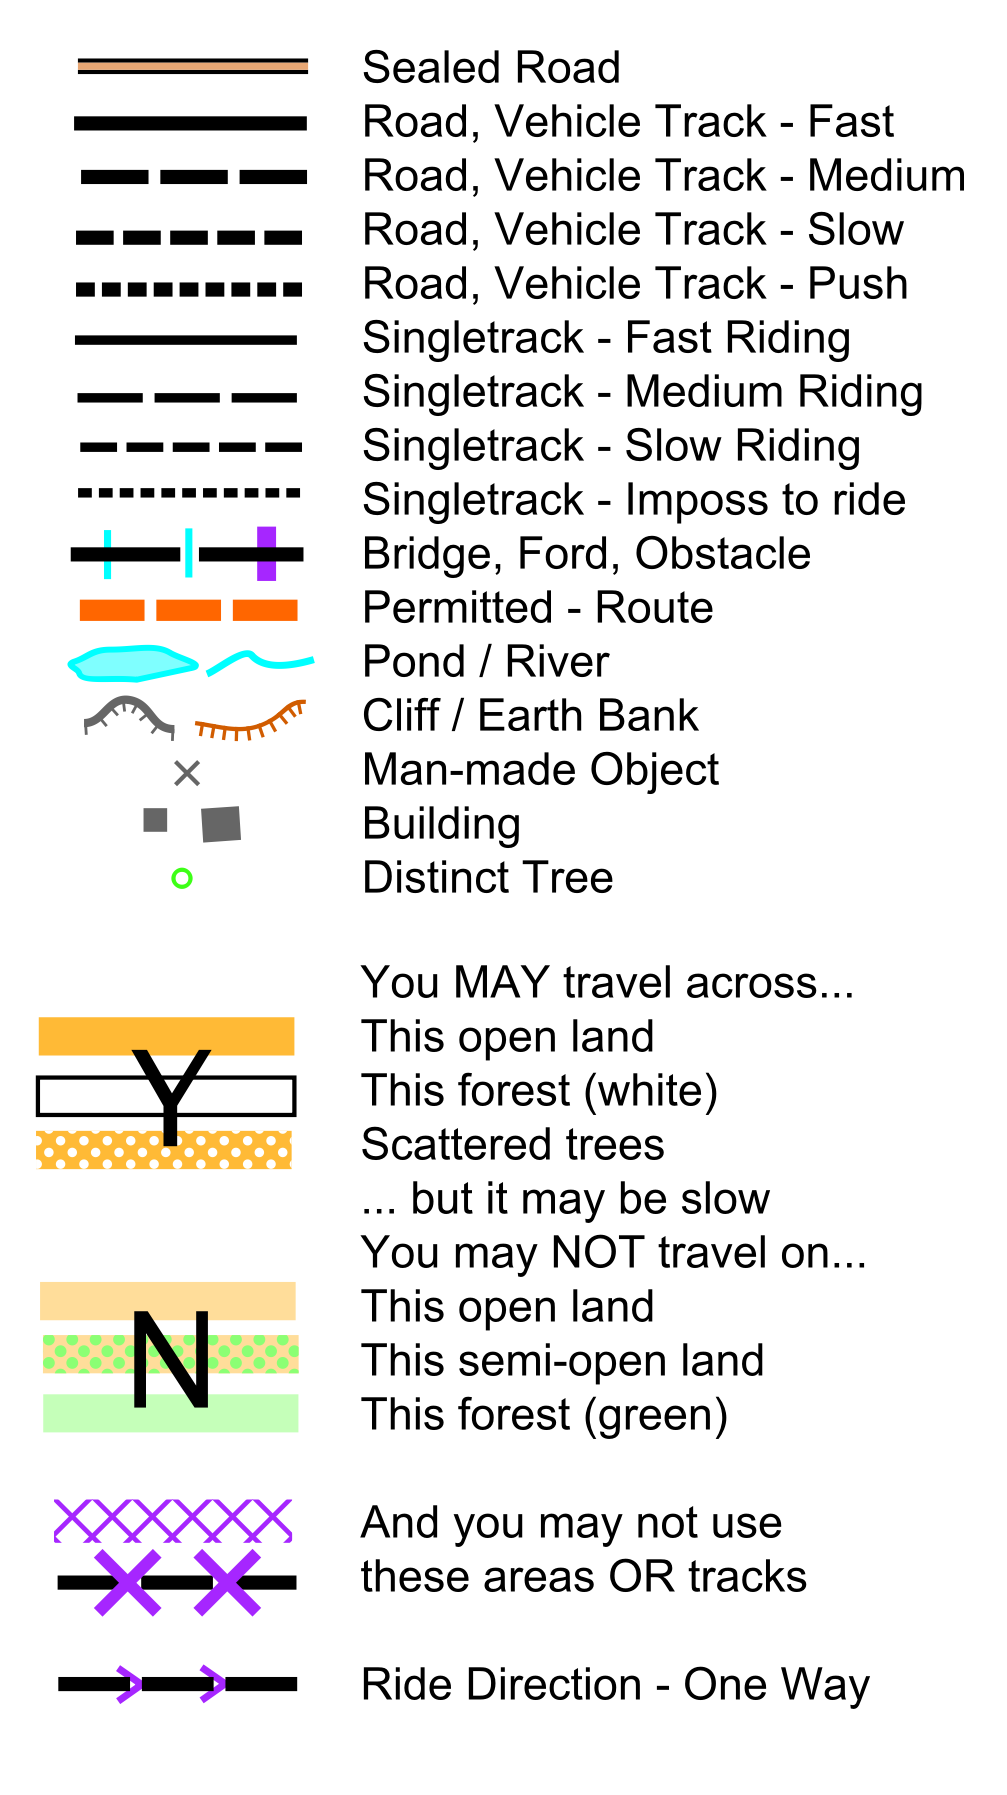 Sealed Road
Road, Vehicle Track - Fast
Road, Vehicle Track - Medium
Road, Vehicle Track - Slow
Road, Vehicle Track - Push
Singletrack - Fast Riding
Singletrack - Medium Riding
Singletrack - Slow Riding
Singletrack - Imposs to ride
Bridge, Ford, Obstacle
Permitted - Route
Pond / River
Cliff / Earth Bank
Man-made Object
Building
Distinct Tree
You MAY travel across...
This open land
Y
This forest (white)
Scattered trees
... but it may be slow
You may NOT travel on...
This open land
N
This semi-open land
This forest (green)
And you may not use
these areas OR tracks
Ride Direction - One Way